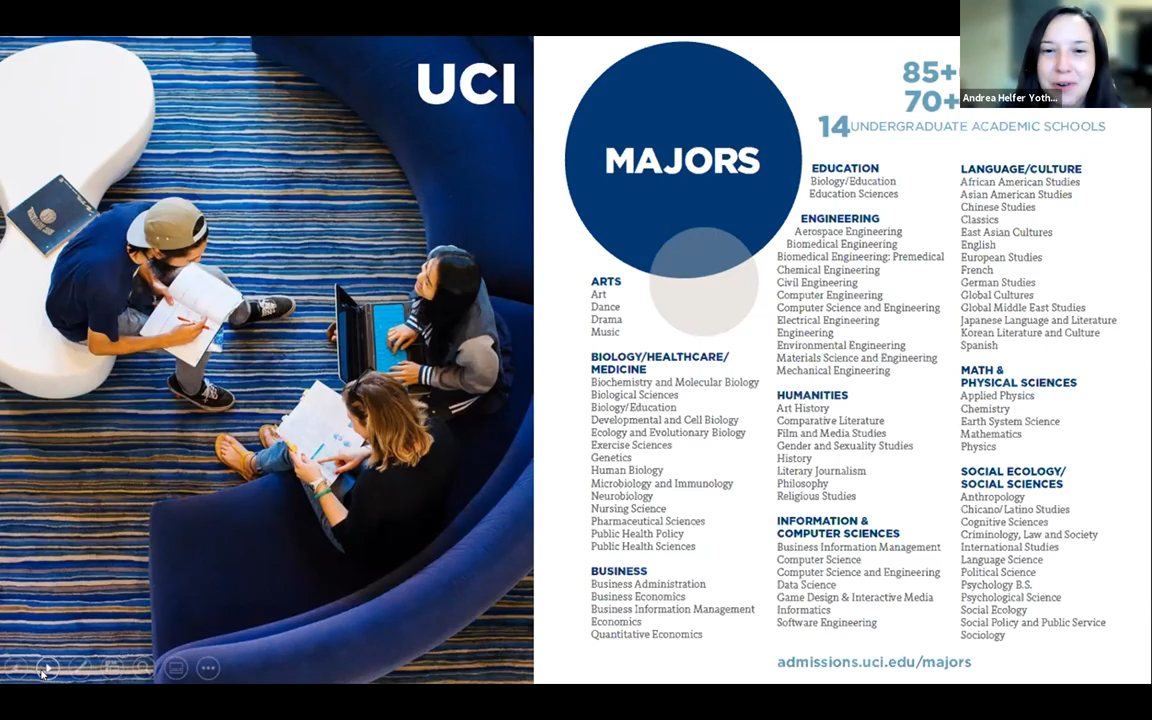 UCI
MAJORS
85+
70+
14 UNDERGRADUATE ACADEMIC SCHOOLS
Andrea Helfer Yoth...
ARTS
Art
Dance
Drama
Music
BIOLOGY/HEALTHCARE/
MEDICINE
Biochemistry and Molecular Biology
Biological Sciences
Biology/Education
Developmental and Cell Biology
Ecology and Evolutionary Biology
Exercise Sciences
Genetics
Human Biology
Microbiology and Immunology
Neurobiology
Nursing Science
Pharmaceutical Sciences
Public Health Policy
Public Health Sciences
BUSINESS
Business Administration
Business Economics
Business Information Management
Economics
Quantitative Economics
EDUCATION
Biology/Education
Education Sciences
ENGINEERING
Aerospace Engineering
Biomedical Engineering
Biomedical Engineering: Premedical
Chemical Engineering
Civil Engineering
Computer Engineering
Computer Science and Engineering
Electrical Engineering
Engineering
Environmental Engineering
Materials Science and Engineering
Mechanical Engineering
HUMANITIES
Art History
Comparative Literature
Film and Media Studies
Gender and Sexuality Studies
History
Literary Journalism
Philosophy
Religious Studies
INFORMATION &
COMPUTER SCIENCES
Business Information Management
Computer Science
Computer Science and Engineering
Data Science
Game Design & Interactive Media
Informatics
Software Engineering
LANGUAGE/CULTURE
African American Studies
Asian American Studies
Chinese Studies
Classics
East Asian Cultures
English
European Studies
French
German Studies
Global Cultures
Global Middle East Studies
Japanese Language and Literature
Korean Literature and Culture
Spanish
MATH &
PHYSICAL SCIENCES
Applied Physics
Chemistry
Earth System Science
Mathematics
Physics
SOCIAL ECOLOGY/
SOCIAL SCIENCES
Anthropology
Chicano/Latino Studies
Cognitive Sciences
Criminology, Law and Society
International Studies
Language Science
Political Science
Psychology B.S.
Psychological Science
Social Ecology
Social Policy and Public Service
Sociology
admissions.uci.edu/majors